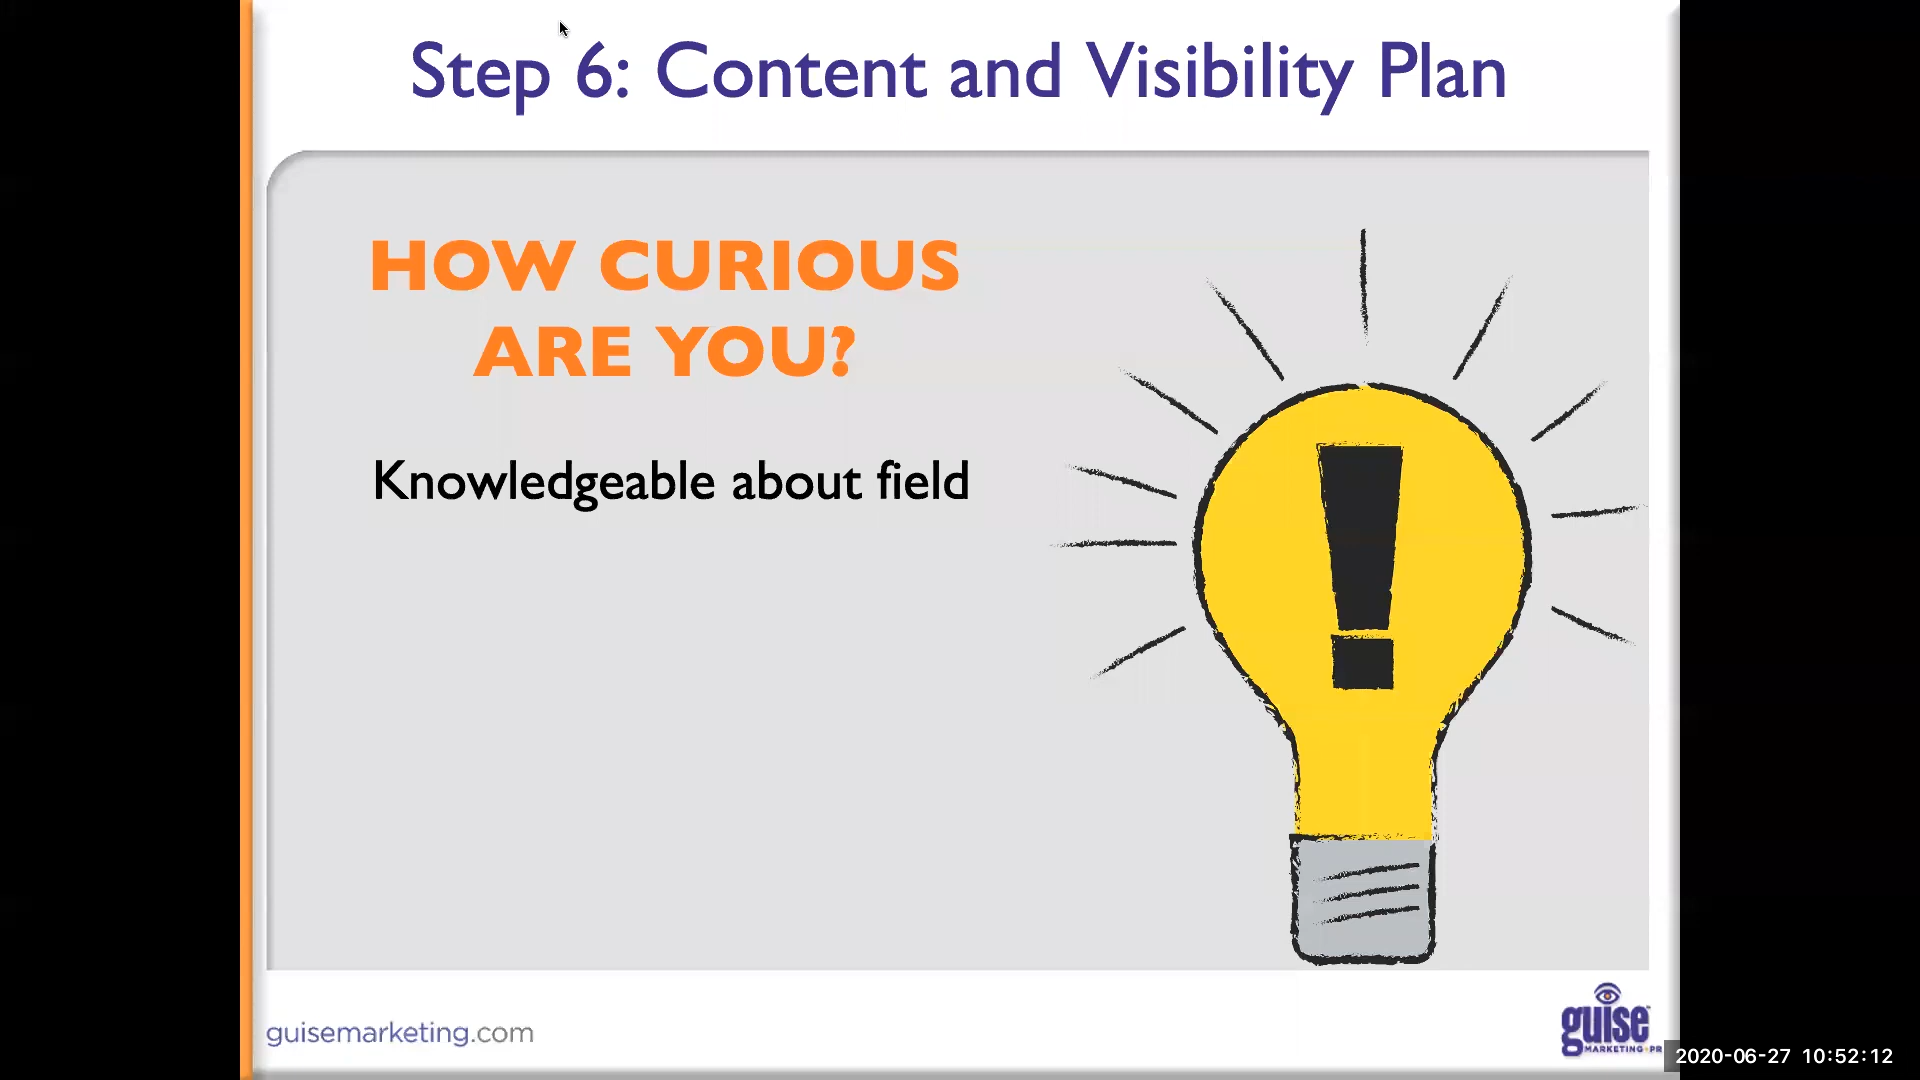 Step 6: Content and Visibility Plan
HOW CURIOUS
ARE YOU?
Knowledgeable about field
!
guisemarketing.com
guise
MARKETING+PR
2020-06-27 10:52:12